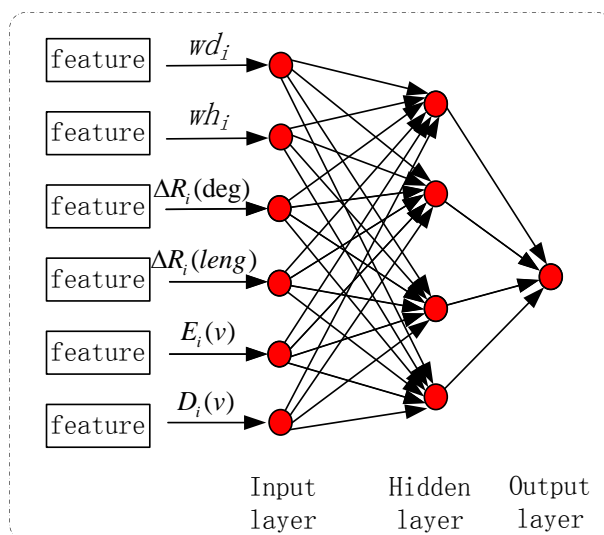 feature wd_i
feature wh_i
feature ΔR_i(deg)
feature ΔR_i(leng)
feature E_i(v)
feature D_i(v)
Input Hidden Output
layer layer layer